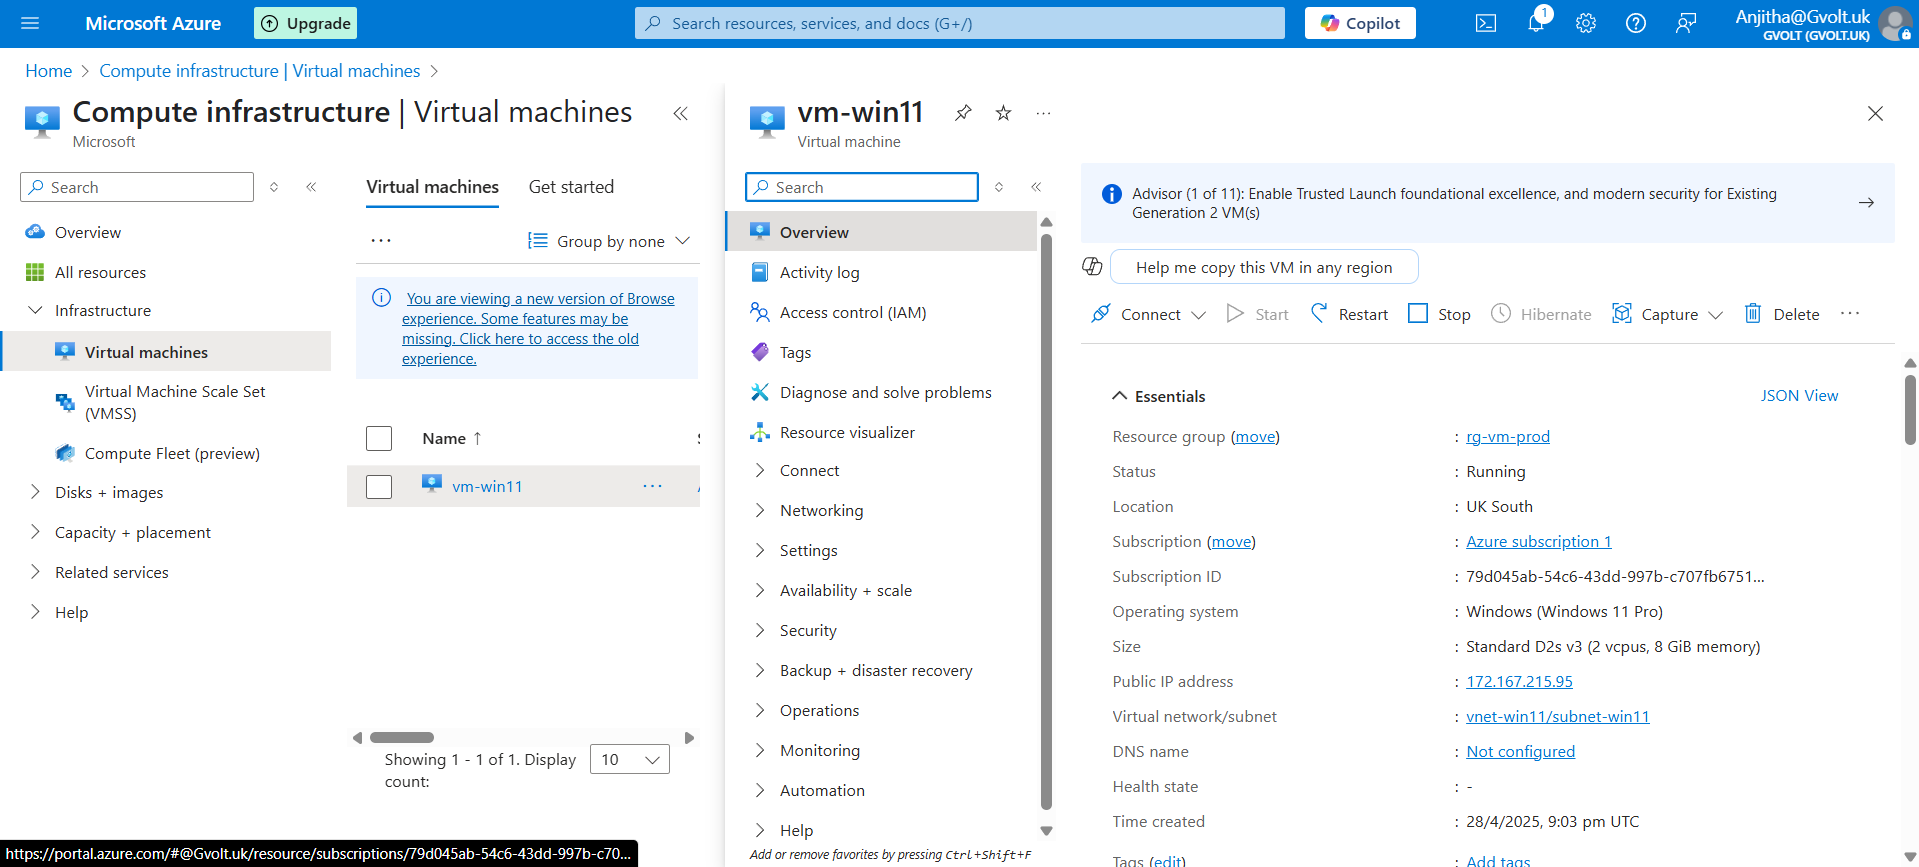 Microsoft Azure
Upgrade
Search resources, services, and docs (G+/)
Copilot
1
Anjitha@Gvolt.uk
GVOLT (GVOLT.UK)
Home > Compute infrastructure | Virtual machines >
Compute infrastructure | Virtual machines
Microsoft
Search
Overview
All resources
Infrastructure
Virtual machines
Virtual Machine Scale Set
(VMSS)
Compute Fleet (preview)
Disks + images
Capacity + placement
Related services
Help
Virtual machines
Get started
Group by none
You are viewing a new version of Browse
experience. Some features may be
missing. Click here to access the old
experience.
Name ↑
vm-win11
Showing 1 - 1 of 1. Display
count:
10
https://portal.azure.com/#@Gvolt.uk/resource/subscriptions/79d045ab-54c6-43dd-997b-c70...
vm-win11
Virtual machine
Search
Overview
Activity log
Access control (IAM)
Tags
Diagnose and solve problems
Resource visualizer
Connect
Networking
Settings
Availability + scale
Security
Backup + disaster recovery
Operations
Monitoring
Automation
Help
Add or remove favorites by pressing Ctrl+Shift+F
Advisor (1 of 11): Enable Trusted Launch foundational excellence, and modern security for Existing
Generation 2 VM(s)
Help me copy this VM in any region
Connect
Start
Restart
Stop
Hibernate
Capture
Delete
Essentials
JSON View
Resource group (move) : rg-vm-prod
Status : Running
Location : UK South
Subscription (move) : Azure subscription 1
Subscription ID : 79d045ab-54c6-43dd-997b-c707fb6751...
Operating system : Windows (Windows 11 Pro)
Size : Standard D2s v3 (2 vcpus, 8 GiB memory)
Public IP address : 172.167.215.95
Virtual network/subnet : vnet-win11/subnet-win11
DNS name : Not configured
Health state : -
Time created : 28/4/2025, 9:03 pm UTC
Tags (edit) : Add tags